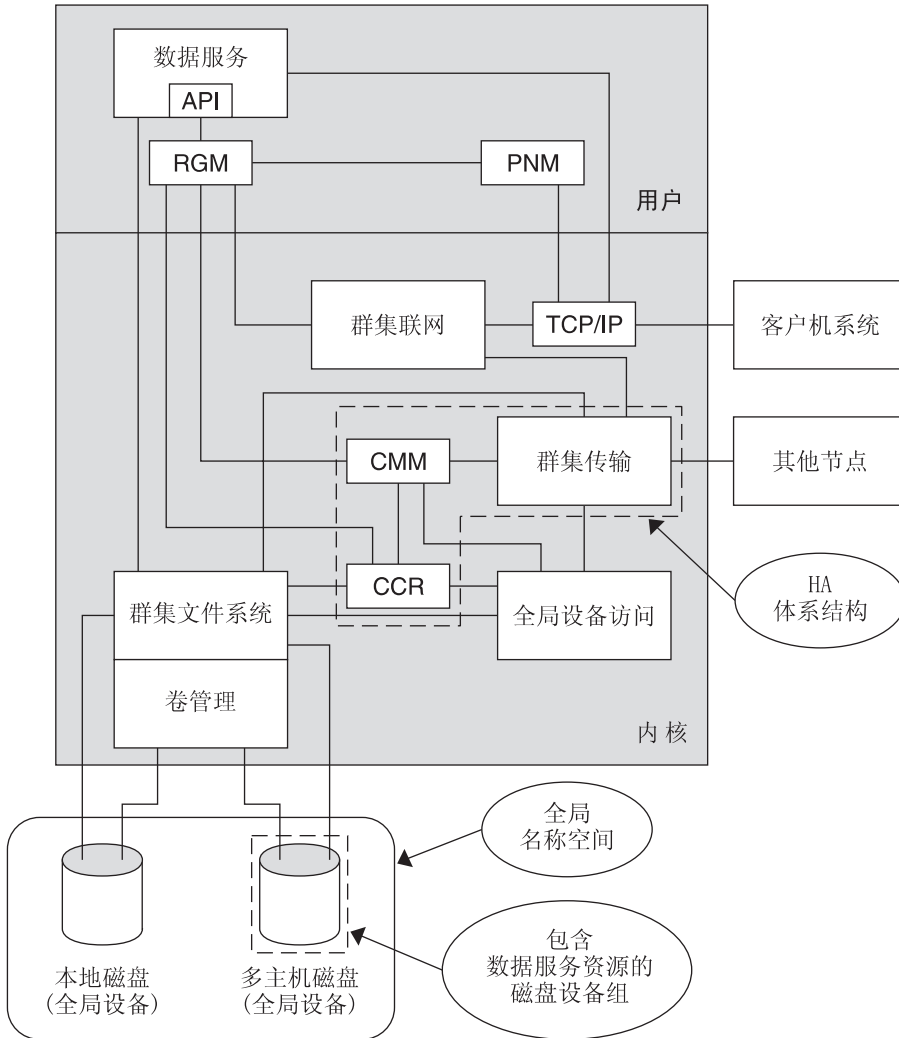 数据服务
API
RGM
PNM
用户
群集联网
TCP/IP
客户机系统
CMM
群集传输
其他节点
CCR
群集文件系统
全局设备访问
HA
体系结构
卷管理
内核
全局
名称空间
本地磁盘
(全局设备)
多主机磁盘
(全局设备)
包含
数据服务资源的
磁盘设备组